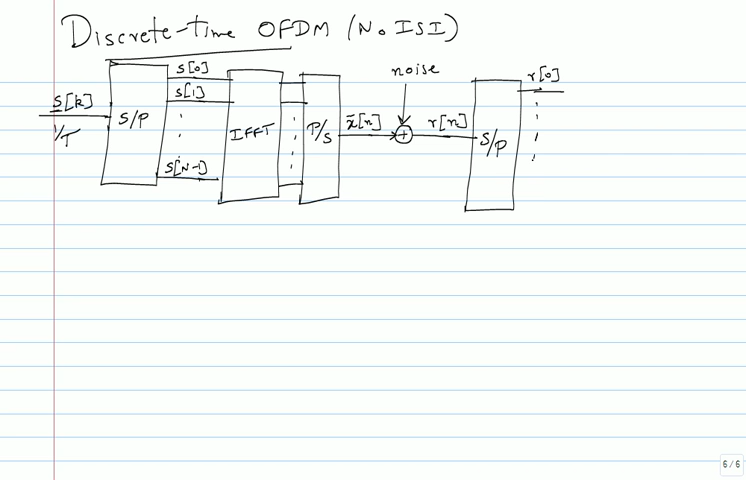 Discrete-time OFDM (No ISI)
s[0]
noise
r[0]
s[k]
s[1]
1/T
S/P
IFFT
P/S
x̃[n]
+
r[n]
S/P
s[N-1]
6/6